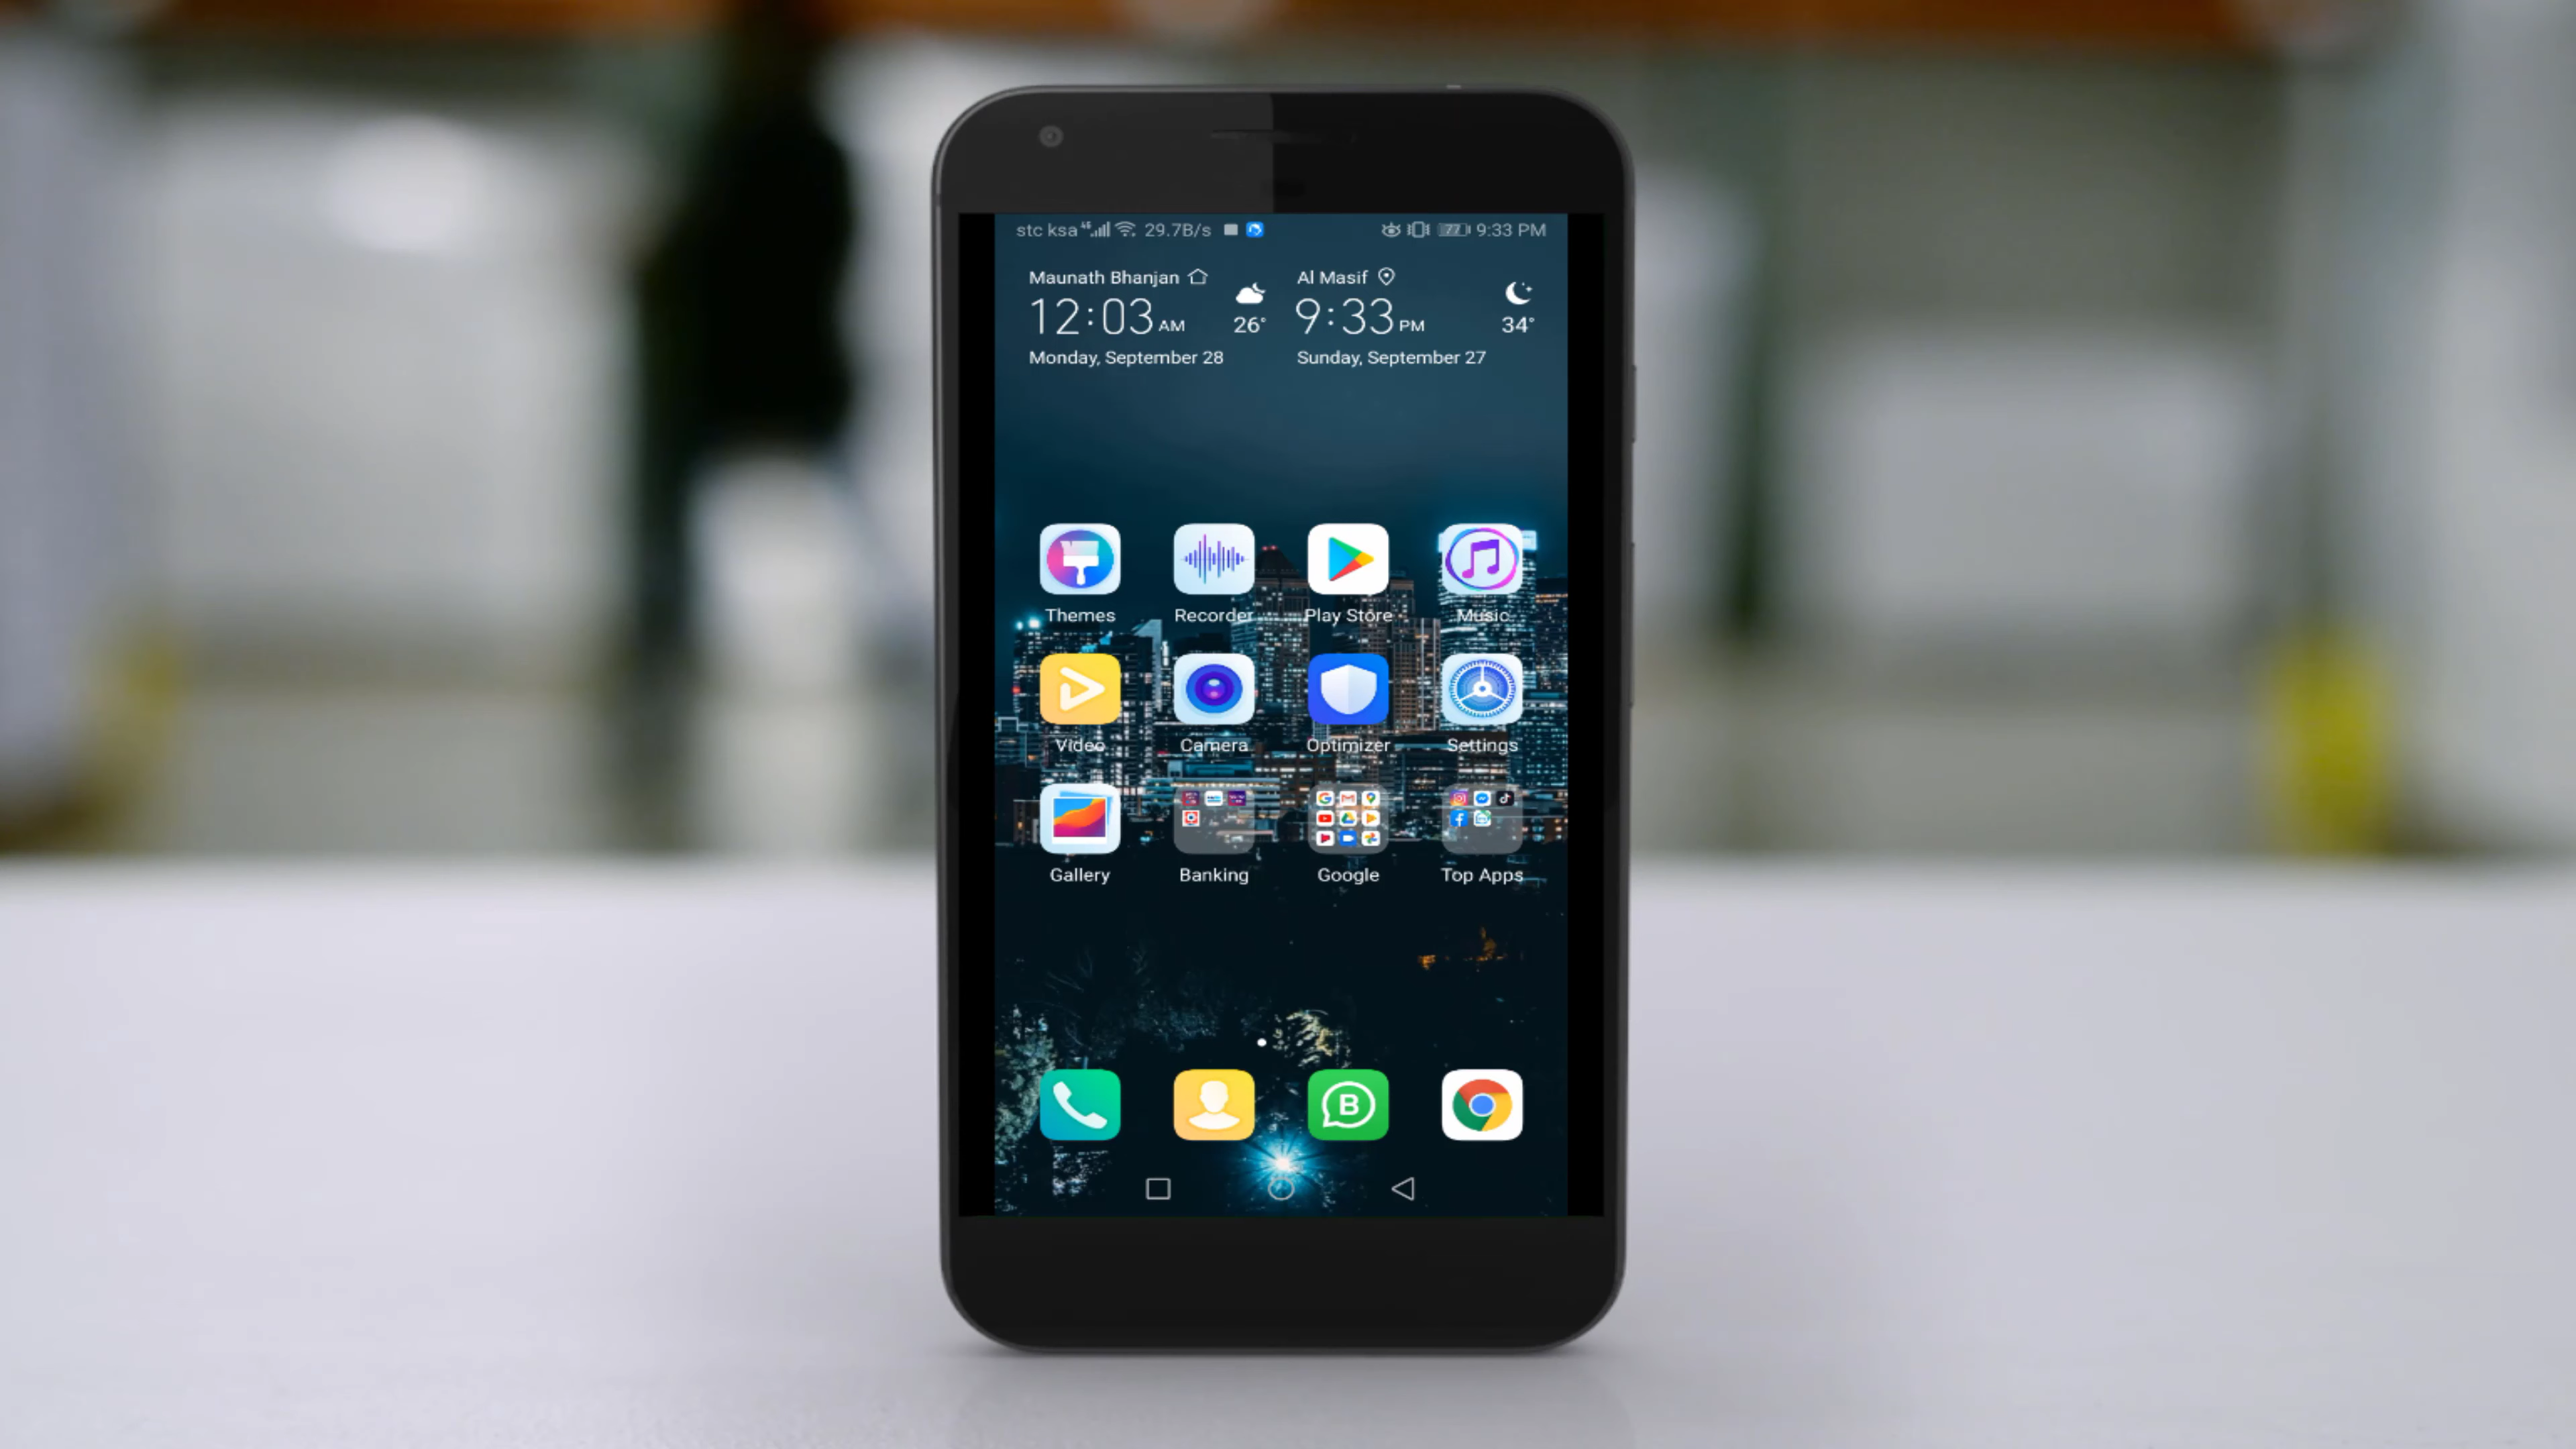 stc ksa 4G 29.7B/s 77 9:33 PM
Maunath Bhanjan
12:03 AM
26°
Monday, September 28
Al Masif
9:33 PM
34°
Sunday, September 27
Themes Recorder Play Store Music
Video Camera Optimizer Settings
Gallery Banking Google Top Apps
B